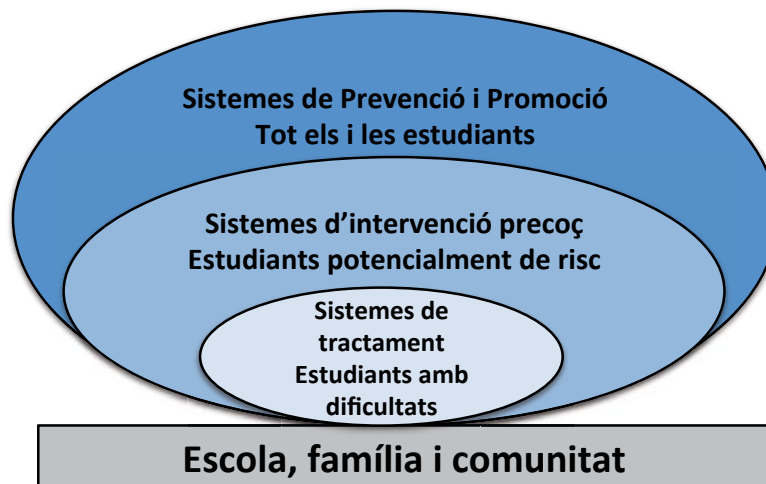 Sistemes de Prevenció i Promoció
Tot els i les estudiants
Sistemes d’intervenció precoç
Estudiants potencialment de risc
Sistemes de
tractament
Estudiants amb
dificultats
Escola, família i comunitat